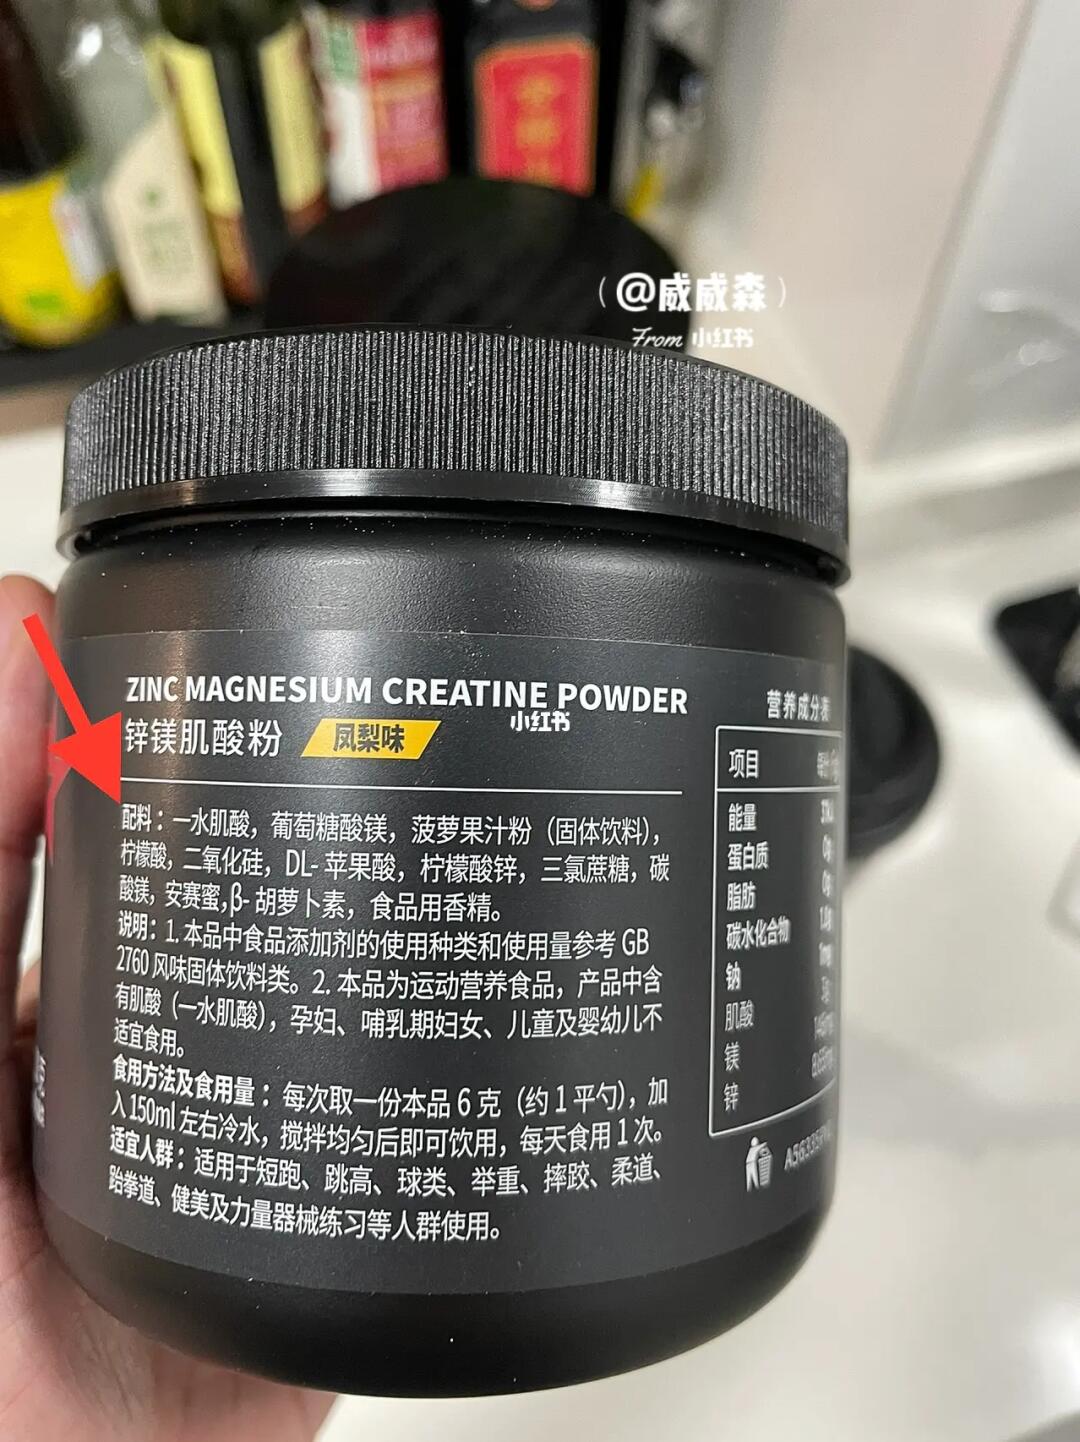 (@威威森)
From 小红书
ZINC MAGNESIUM CREATINE POWDER
小红书
锌镁肌酸粉 凤梨味
配料：一水肌酸，葡萄糖酸镁，菠萝果汁粉（固体饮料），
柠檬酸，二氧化硅，DL-苹果酸，柠檬酸锌，三氯蔗糖，碳
酸镁，安赛蜜,β-胡萝卜素，食品用香精。
说明：1.本品中食品添加剂的使用种类和使用量参考 GB
2760 风味固体饮料类。2.本品为运动营养食品，产品中含
有肌酸（一水肌酸），孕妇、哺乳期妇女、儿童及婴幼儿不
适宜食用。
食用方法及食用量：每次取一份本品 6 克（约 1 平勺），加
入 150ml 左右冷水，搅拌均匀后即可饮用，每天食用 1 次。
适宜人群：适用于短跑、跳高、球类、举重、摔跤、柔道、
跆拳道、健美及力量器械练习等人群使用。
营养成分表
项目
能量
蛋白质 0g
脂肪 0g
碳水化合物
钠
肌酸
镁
锌